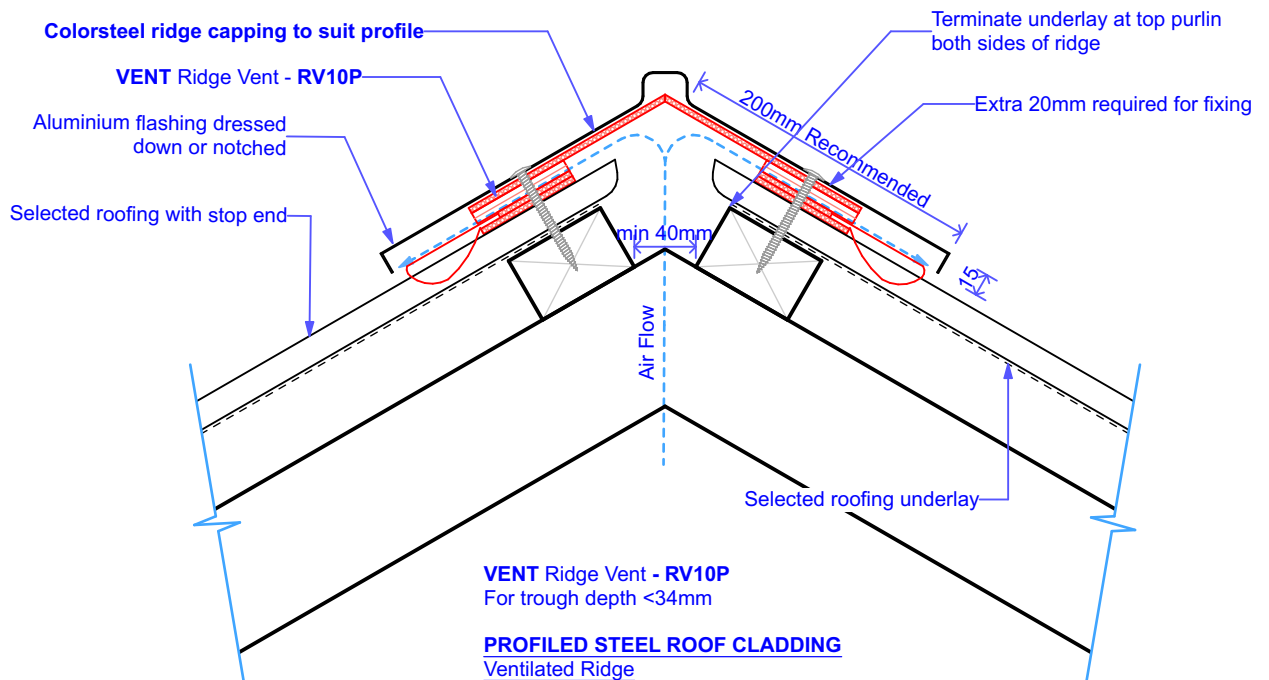 Colorsteel ridge capping to suit profile
VENT Ridge Vent - RV10P
Aluminium flashing dressed
down or notched
Selected roofing with stop end
Terminate underlay at top purlin
both sides of ridge
200mm Recommended
Extra 20mm required for fixing
min 40mm
15
Air Flow
Selected roofing underlay
VENT Ridge Vent - RV10P
For trough depth <34mm
PROFILED STEEL ROOF CLADDING
Ventilated Ridge